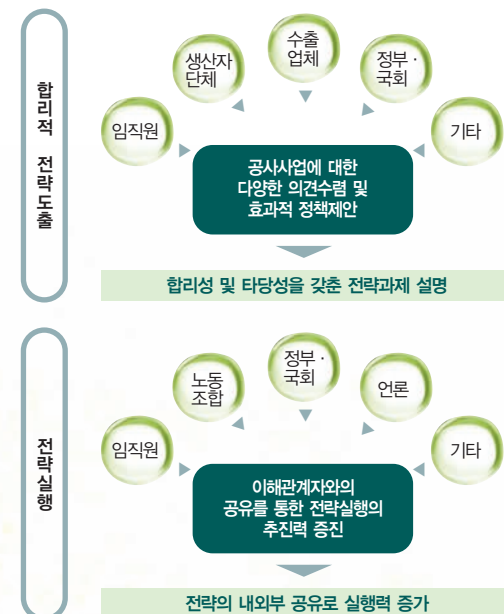 합리적 전략도출
임직원
생산자
단체
수출
업체
정부·
국회
기타
공사사업에 대한
다양한 의견수렴 및
효과적 정책제안
합리성 및 타당성을 갖춘 전략과제 설명
전략실행
임직원
노동
조합
정부·
국회
언론
기타
이해관계자와의
공유를 통한 전략실행의
추진력 증진
전략의 내외부 공유로 실행력 증가